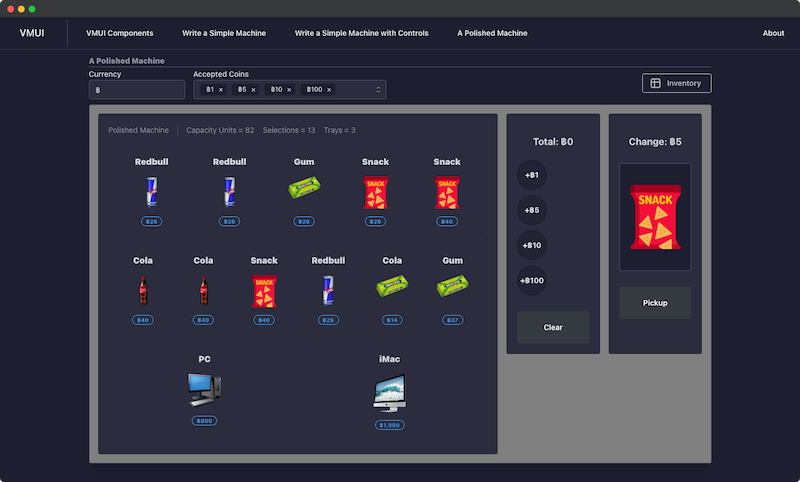 VMUI
VMUI Components
Write a Simple Machine
Write a Simple Machine with Controls
A Polished Machine
About
A Polished Machine
Currency
Accepted Coins
฿
฿1 ×
฿5 ×
฿10 ×
฿100 ×
Inventory
Polished Machine
Capacity Units = 82
Selections = 13
Trays = 3
Redbull
Redbull
Gum
Snack
Snack
SNACK
SNACK
฿26
฿26
฿26
฿26
฿40
Cola
Cola
Snack
Redbull
Cola
Gum
SNACK
฿40
฿40
฿40
฿26
฿14
฿37
PC
iMac
฿600
฿1,000
Total: ฿0
+฿1
+฿5
+฿10
+฿100
Clear
Change: ฿5
SNACK
Pickup